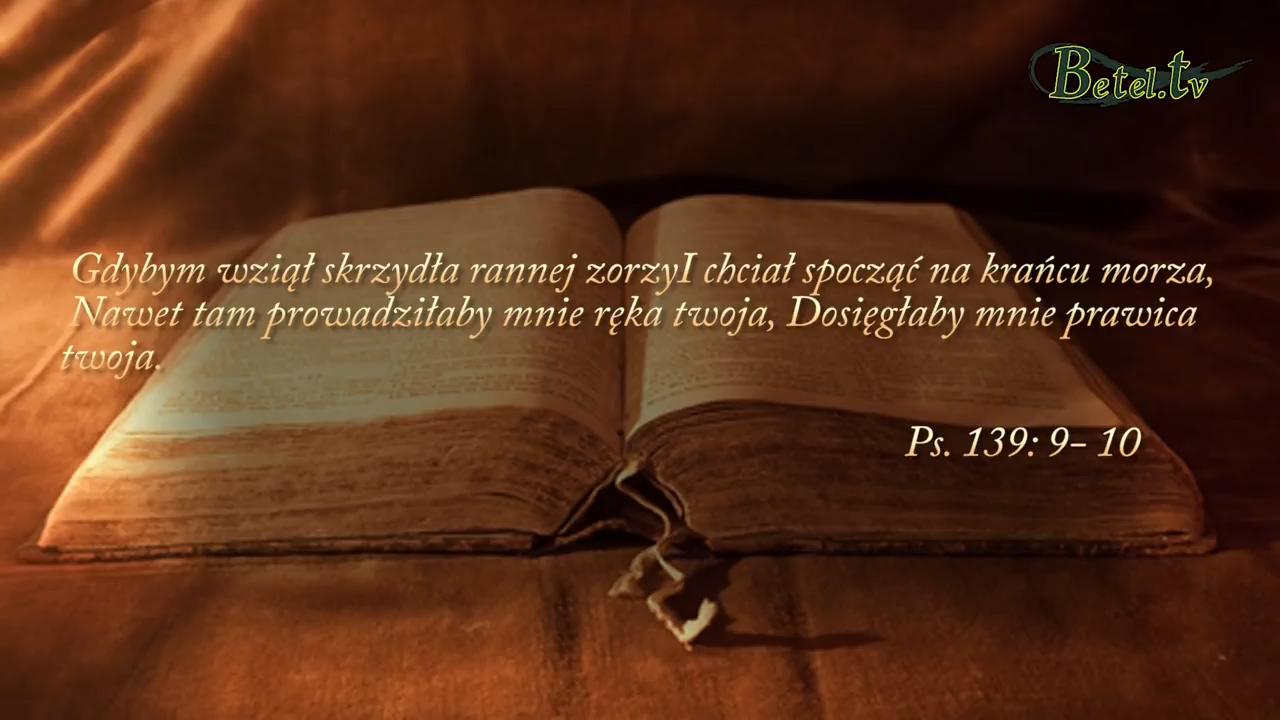 Betel.tv
Gdybym wziął skrzydła rannej zorzyI chciał spocząć na krańcu morza,
Nawet tam prowadziłaby mnie ręka twoja, Dosięgłaby mnie prawica
twoja.
Ps. 139: 9– 10